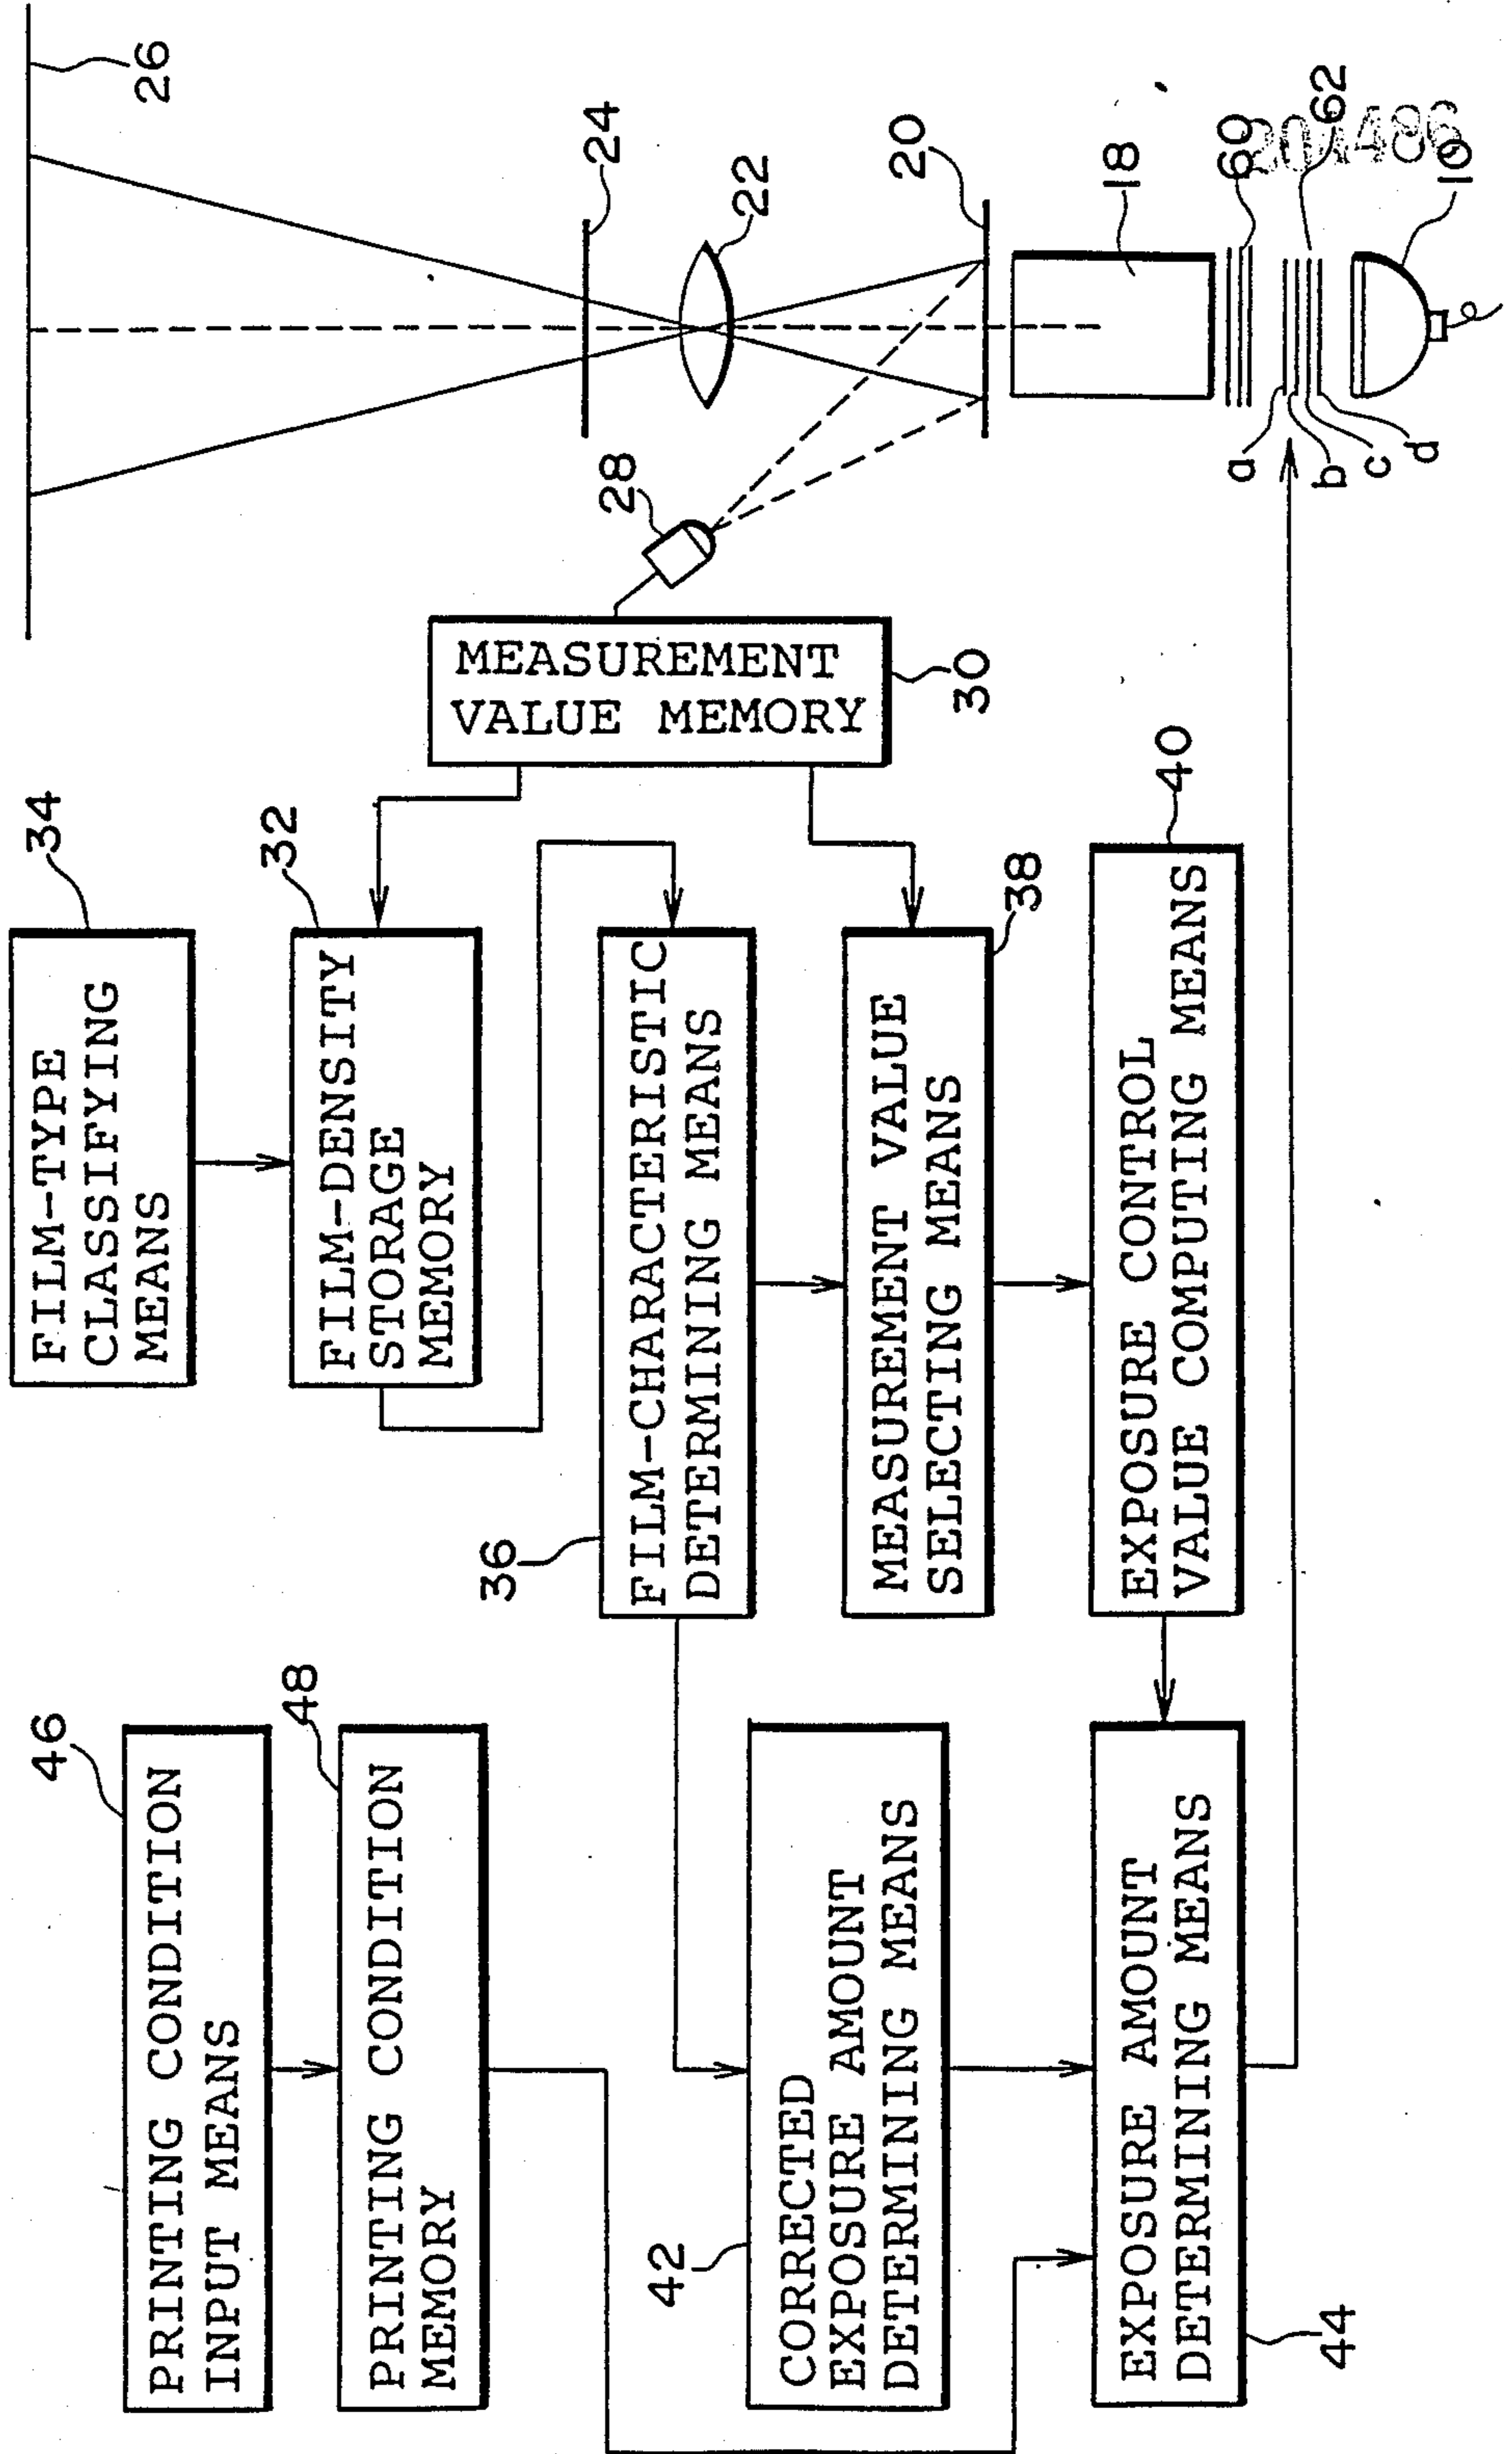 46
PRINTING CONDITION
INPUT MEANS
48
PRINTING CONDITION
MEMORY
34
FILM-TYPE
CLASSIFYING
MEANS
32
FILM-DENSITY
STORAGE
MEMORY
36
FILM-CHARACTERISTIC
DETERMINING MEANS
MEASUREMENT VALUE
SELECTING MEANS
38
40
EXPOSURE CONTROL
VALUE COMPUTING MEANS
42
CORRECTED
EXPOSURE AMOUNT
DETERMINING MEANS
EXPOSURE AMOUNT
DETERMINING MEANS
44
MEASUREMENT
VALUE MEMORY
30
28
26
24
22
20
18
60
62
10
a
b
c
d